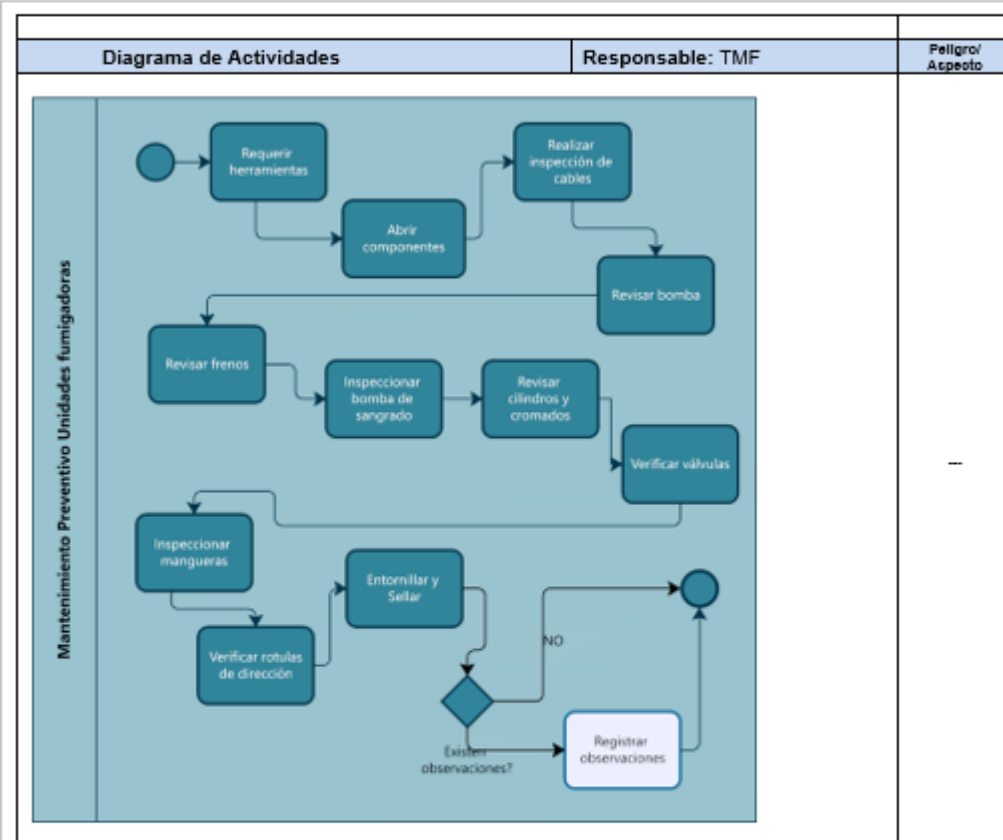 Diagrama de Actividades
Responsable: TMF
Peligro/
Aspecto
Mantenimiento Preventivo Unidades fumigadoras
Requerir
herramientas
Abrir
componentes
Realizar
inspección de
cables
Revisar bomba
Revisar frenos
Inspeccionar
bomba de
sangrado
Revisar
cilindros y
cromados
Verificar válvulas
---
Inspeccionar
mangueras
Verificar rotulas
de dirección
Entornillar y
Sellar
NO
Existen
observaciones?
Registrar
observaciones